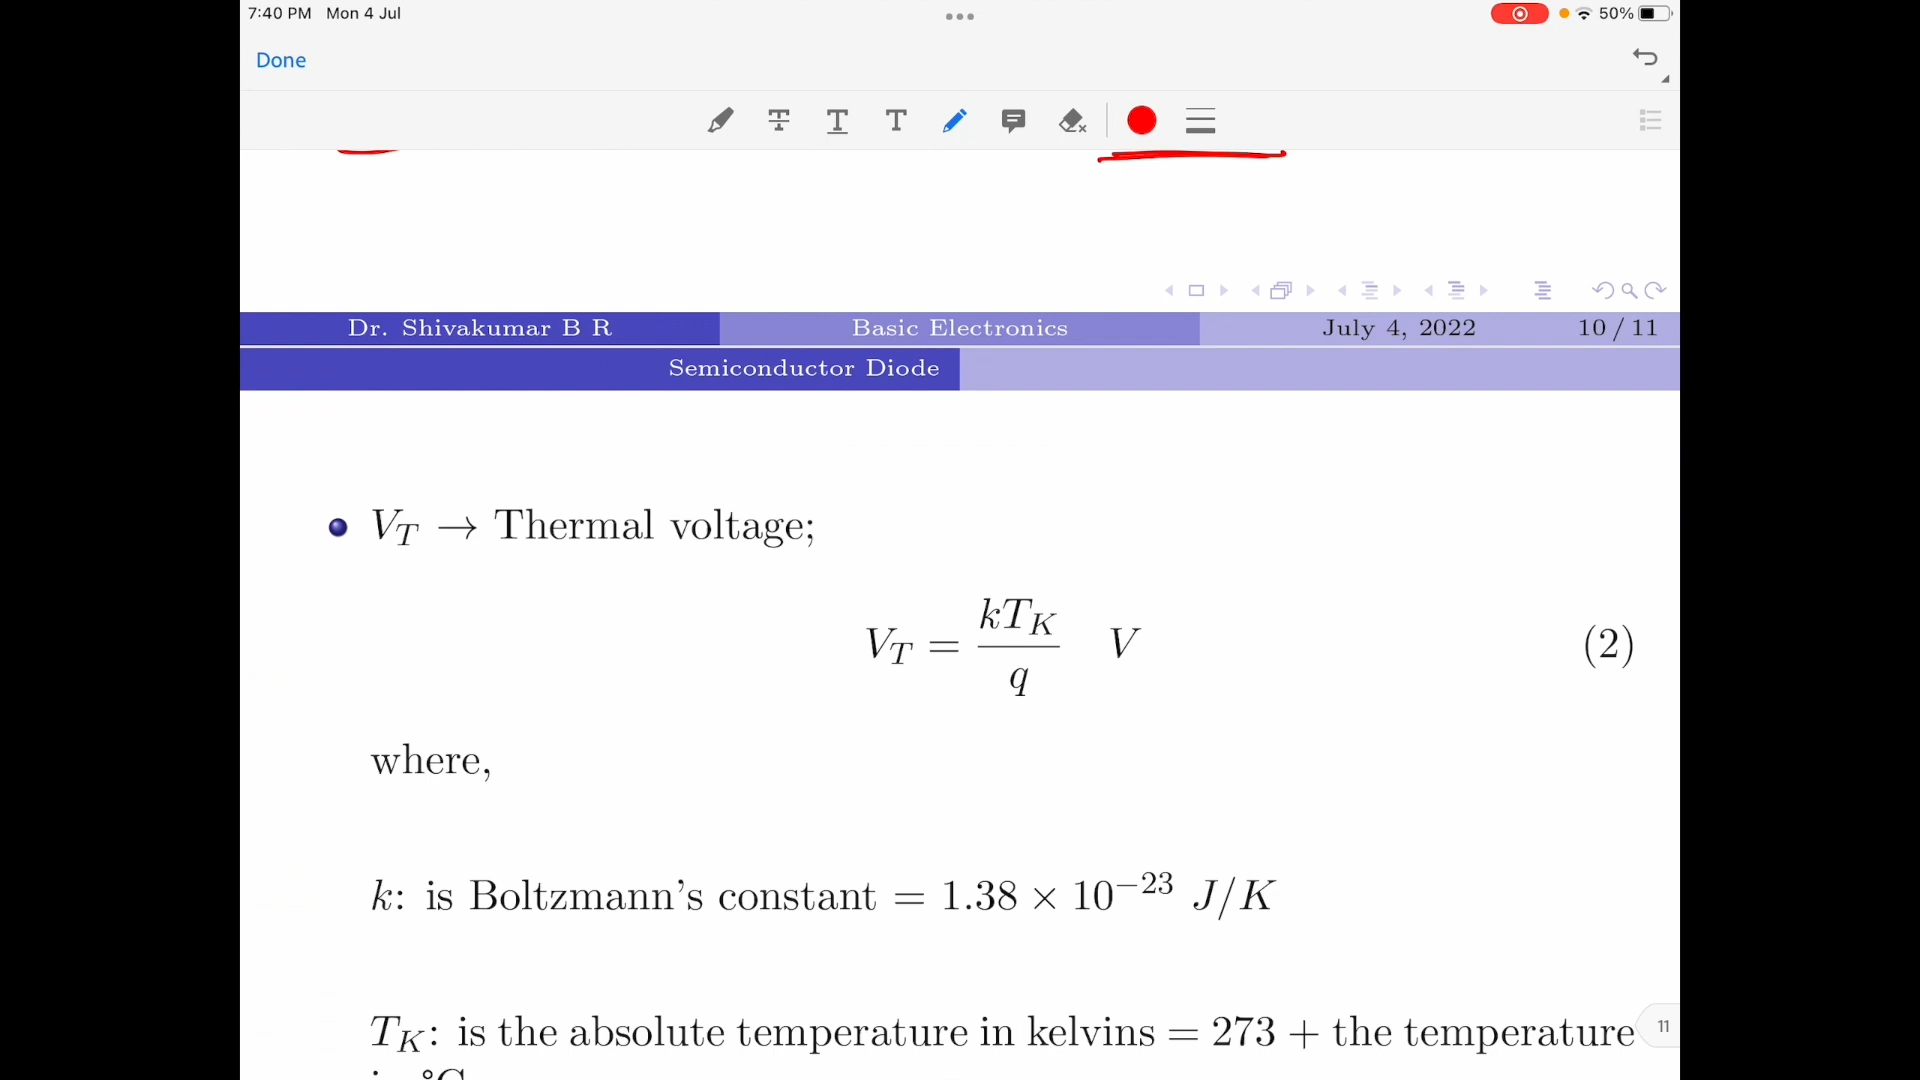 7:40 PM Mon 4 Jul
50%
Done
Dr. Shivakumar B R Basic Electronics July 4, 2022 10 / 11
Semiconductor Diode
V_T → Thermal voltage;
V_T = kT_K / q V (2)
where,
k: is Boltzmann's constant = 1.38 × 10^−23 J/K
T_K: is the absolute temperature in kelvins = 273 + the temperature
11